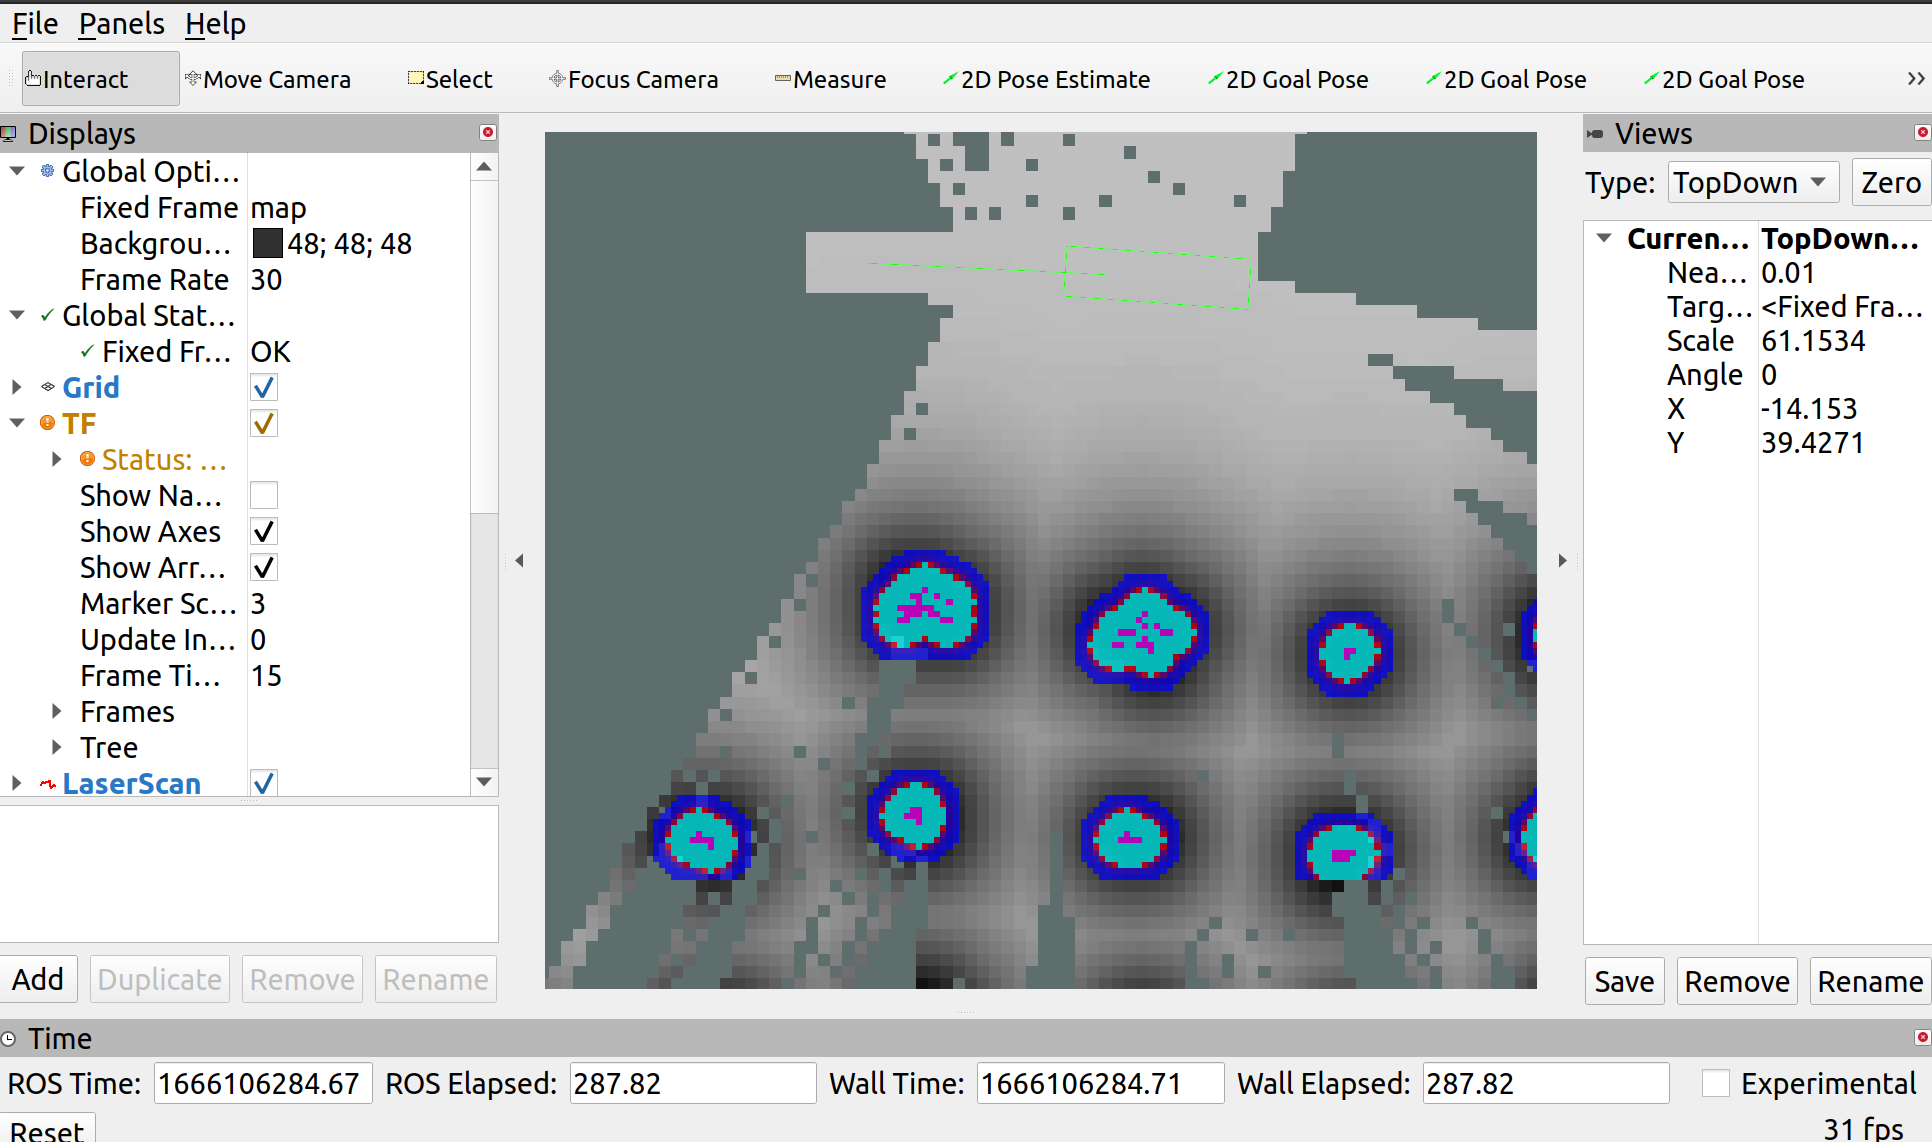 File Panels Help
Interact Move Camera Select Focus Camera Measure 2D Pose Estimate 2D Goal Pose 2D Goal Pose 2D Goal Pose »
Displays
Global Opti...
Fixed Frame map
Backgrou... 48; 48; 48
Frame Rate 30
Global Stat...
Fixed Fr... OK
Grid
TF
Status: ...
Show Na...
Show Axes
Show Arr...
Marker Sc... 3
Update In... 0
Frame Ti... 15
Frames
Tree
LaserScan
Add Duplicate Remove Rename
Views
Type: TopDown Zero
Curren... TopDown...
Nea... 0.01
Targ... <Fixed Fra...
Scale 61.1534
Angle 0
X -14.153
Y 39.4271
Save Remove Rename
Time
ROS Time: 1666106284.67 ROS Elapsed: 287.82 Wall Time: 1666106284.71 Wall Elapsed: 287.82 Experimental
Reset 31 fps